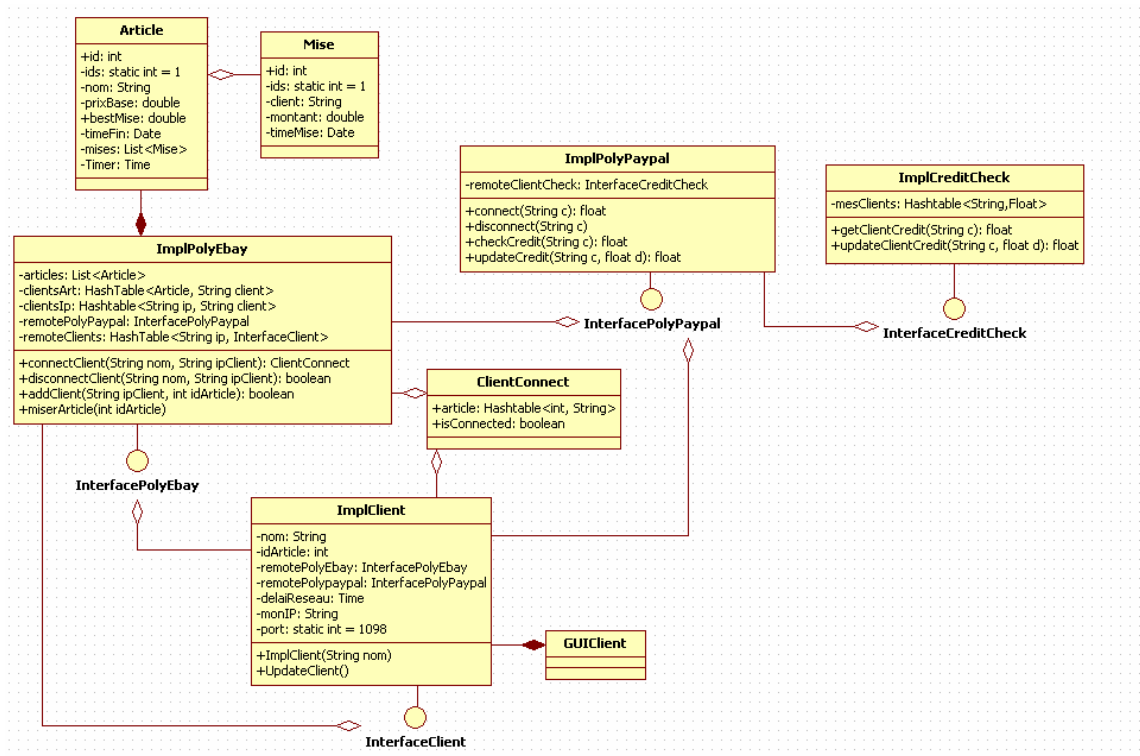 Article
+id: int
-ids: static int = 1
-nom: String
-prixBase: double
+bestMise: double
-timeFin: Date
-mises: List<Mise>
-Timer: Time
Mise
+id: int
-ids: static int = 1
-client: String
-montant: double
-timeMise: Date
ImplPolyPaypal
-remoteClientCheck: InterfaceCreditCheck
+connect(String c): float
+disconnect(String c)
+checkCredit(String c): float
+updateCredit(String c, float d): float
ImplCreditCheck
-mesClients: Hashtable<String,Float>
+getClientCredit(String c): float
+updateClientCredit(String c, float d): float
ImplPolyEbay
-articles: List<Article>
-clientsArt: HashTable<Article, String client>
-clientsIp: Hashtable<String ip, String client>
-remotePolyPaypal: InterfacePolyPaypal
-remoteClients: HashTable<String ip, InterfaceClient>
+connectClient(String nom, String ipClient): ClientConnect
+disconnectClient(String nom, String ipClient): boolean
+addClient(String ipClient, int idArticle): boolean
+miserArticle(int idArticle)
InterfacePolyPaypal
InterfaceCreditCheck
ClientConnect
+article: Hashtable<int, String>
+isConnected: boolean
InterfacePolyEbay
ImplClient
-nom: String
-idArticle: int
-remotePolyEbay: InterfacePolyEbay
-remotePolypaypal: InterfacePolyPaypal
-delaiReseau: Time
-monIP: String
-port: static int = 1098
+ImplClient(String nom)
+UpdateClient()
GUIClient
InterfaceClient